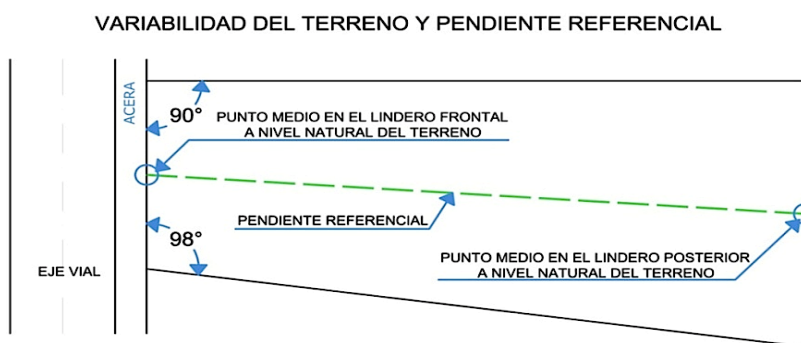 VARIABILIDAD DEL TERRENO Y PENDIENTE REFERENCIAL
ACERA
90°
PUNTO MEDIO EN EL LINDERO FRONTAL
A NIVEL NATURAL DEL TERRENO
PENDIENTE REFERENCIAL
98°
PUNTO MEDIO EN EL LINDERO POSTERIOR
A NIVEL NATURAL DEL TERRENO
EJE VIAL